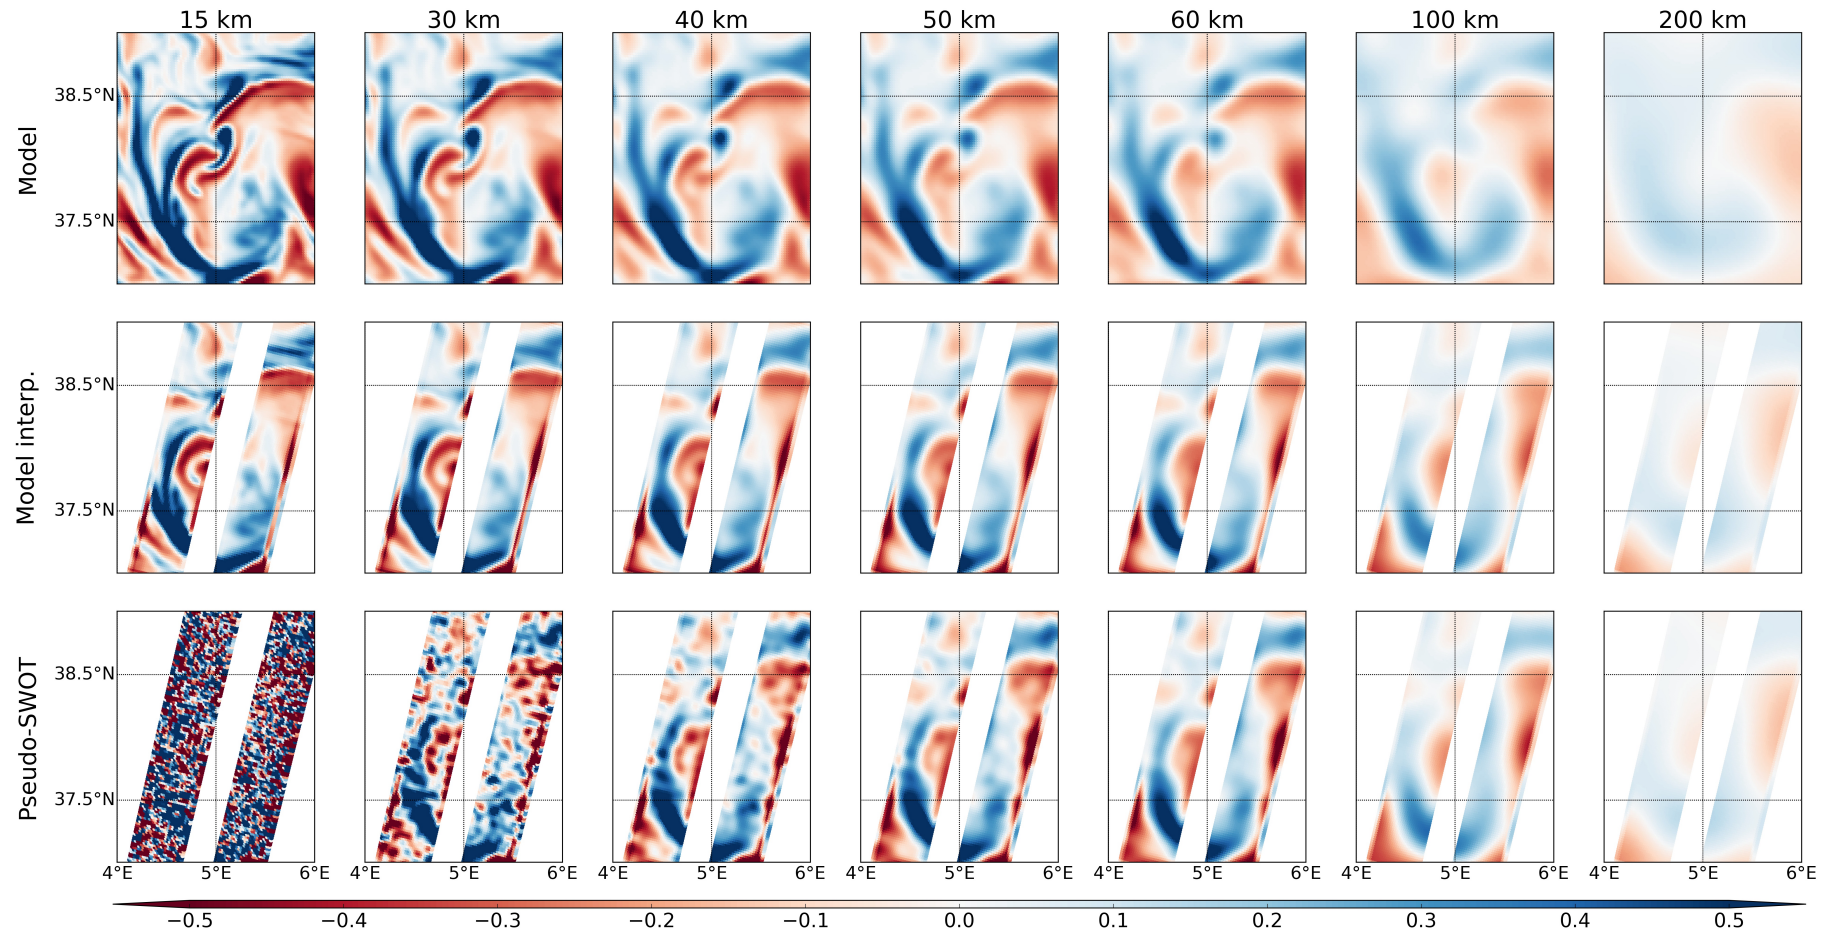 15 km 30 km 40 km 50 km 60 km 100 km 200 km
Model
38.5°N
37.5°N
Model interp.
38.5°N
37.5°N
Pseudo-SWOT
38.5°N
37.5°N
4°E 5°E 6°E 4°E 5°E 6°E 4°E 5°E 6°E 4°E 5°E 6°E 4°E 5°E 6°E 4°E 5°E 6°E 4°E 5°E 6°E
−0.5 −0.4 −0.3 −0.2 −0.1 0.0 0.1 0.2 0.3 0.4 0.5